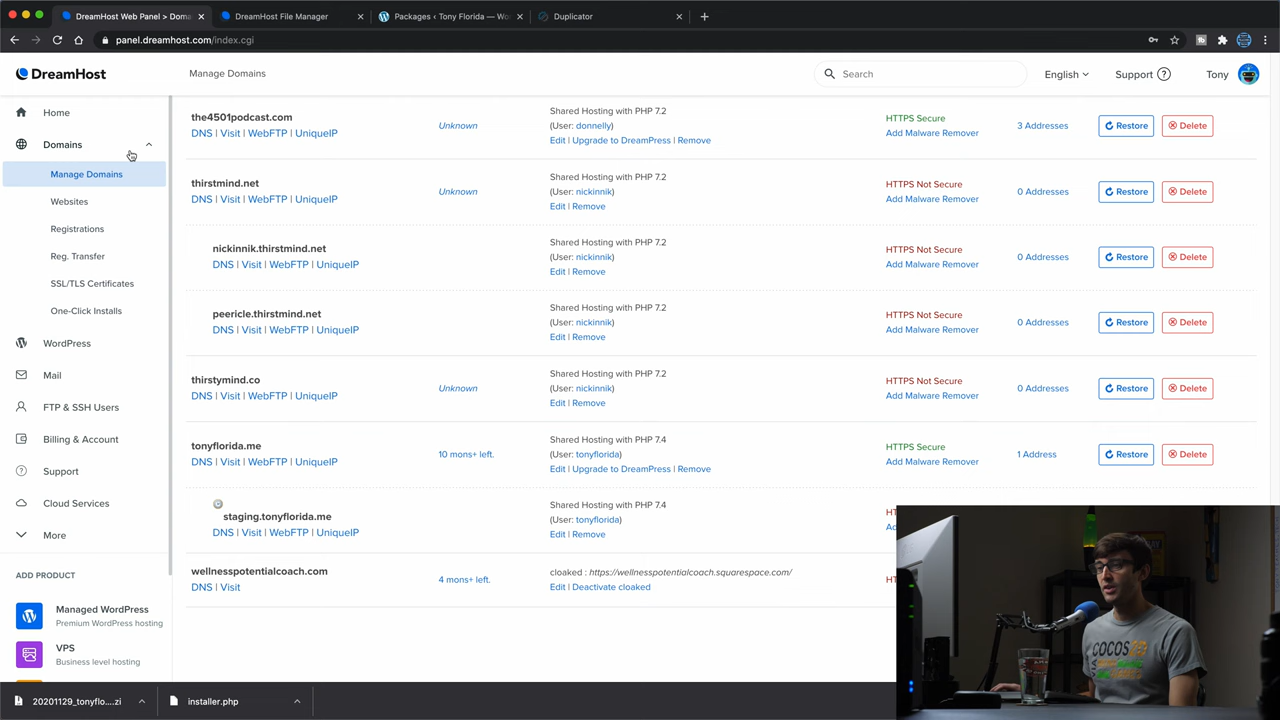 DreamHost Web Panel > Doma
DreamHost File Manager
Packages ‹ Tony Florida — Wo
Duplicator
panel.dreamhost.com/index.cgi
DreamHost
Manage Domains
Search
English
Support
Tony
Home
Domains
Manage Domains
Websites
Registrations
Reg. Transfer
SSL/TLS Certificates
One-Click Installs
WordPress
Mail
FTP & SSH Users
Billing & Account
Support
Cloud Services
More
ADD PRODUCT
Managed WordPress
Premium WordPress hosting
VPS
Business level hosting
the4501podcast.com
DNS | Visit | WebFTP | UniqueIP
Unknown
Shared Hosting with PHP 7.2
(User: donnelly)
Edit | Upgrade to DreamPress | Remove
HTTPS Secure
Add Malware Remover
3 Addresses
Restore
Delete
thirstmind.net
DNS | Visit | WebFTP | UniqueIP
Unknown
Shared Hosting with PHP 7.2
(User: nickinnik)
Edit | Remove
HTTPS Not Secure
Add Malware Remover
0 Addresses
Restore
Delete
nickinnik.thirstmind.net
DNS | Visit | WebFTP | UniqueIP
Shared Hosting with PHP 7.2
(User: nickinnik)
Edit | Remove
HTTPS Not Secure
Add Malware Remover
0 Addresses
Restore
Delete
peericle.thirstmind.net
DNS | Visit | WebFTP | UniqueIP
Shared Hosting with PHP 7.2
(User: nickinnik)
Edit | Remove
HTTPS Not Secure
Add Malware Remover
0 Addresses
Restore
Delete
thirstymind.co
DNS | Visit | WebFTP | UniqueIP
Unknown
Shared Hosting with PHP 7.2
(User: nickinnik)
Edit | Remove
HTTPS Not Secure
Add Malware Remover
0 Addresses
Restore
Delete
tonyflorida.me
DNS | Visit | WebFTP | UniqueIP
10 mons+ left.
Shared Hosting with PHP 7.4
(User: tonyflorida)
Edit | Upgrade to DreamPress | Remove
HTTPS Secure
Add Malware Remover
1 Address
Restore
Delete
C
staging.tonyflorida.me
DNS | Visit | WebFTP | UniqueIP
Shared Hosting with PHP 7.4
(User: tonyflorida)
Edit | Remove
wellnesspotentialcoach.com
DNS | Visit
4 mons+ left.
cloaked : https://wellnesspotentialcoach.squarespace.com/
Edit | Deactivate cloaked
20201129_tonyflo....zi
installer.php